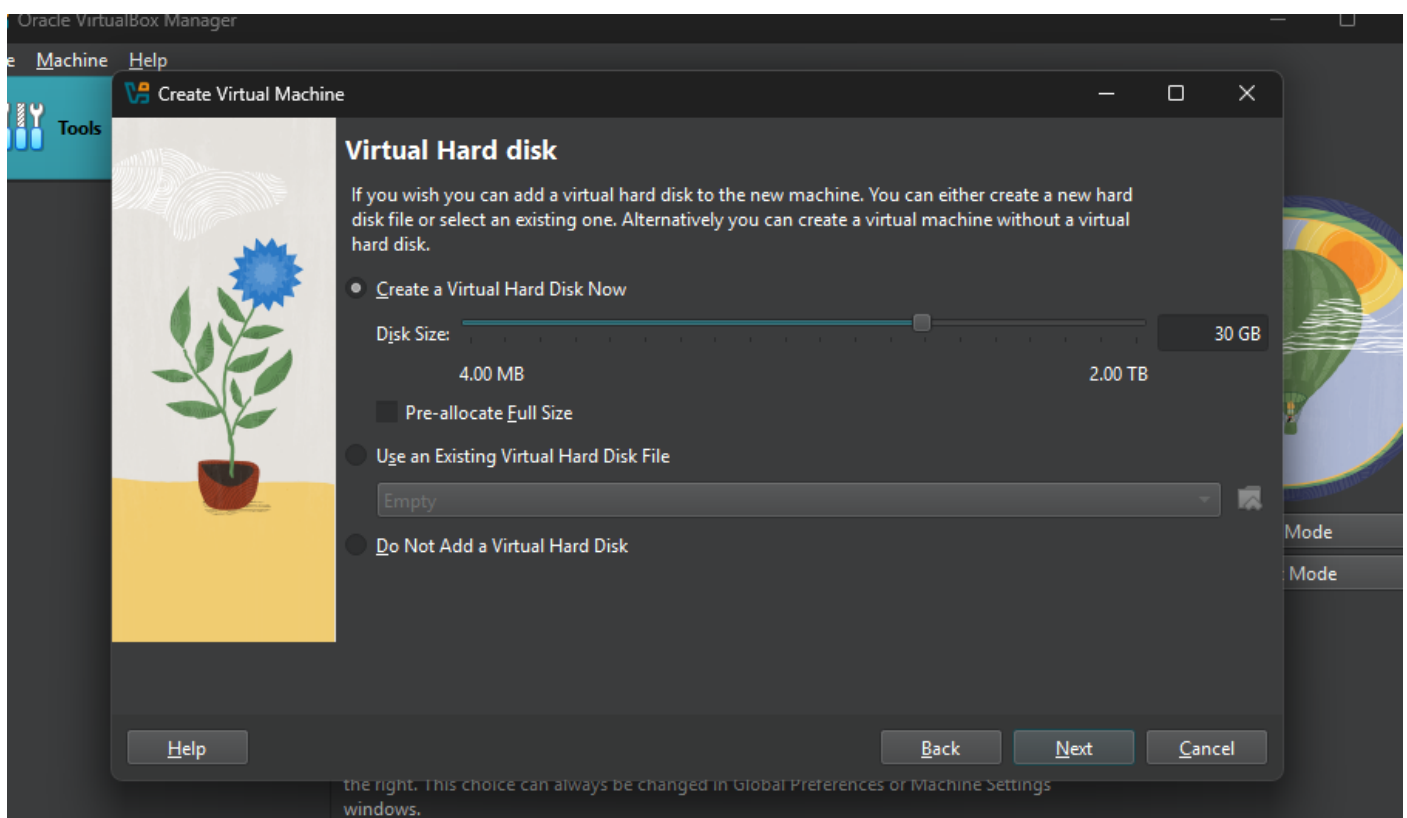 Oracle VirtualBox Manager
Machine Help
Create Virtual Machine
Tools
Virtual Hard disk
If you wish you can add a virtual hard disk to the new machine. You can either create a new hard
disk file or select an existing one. Alternatively you can create a virtual machine without a virtual
hard disk.
Create a Virtual Hard Disk Now
Disk Size:
30 GB
4.00 MB
2.00 TB
Pre-allocate Full Size
Use an Existing Virtual Hard Disk File
Empty
Do Not Add a Virtual Hard Disk
Mode
Mode
Help
Back
Next
Cancel
the right. This choice can always be changed in Global Preferences or Machine Settings
windows.